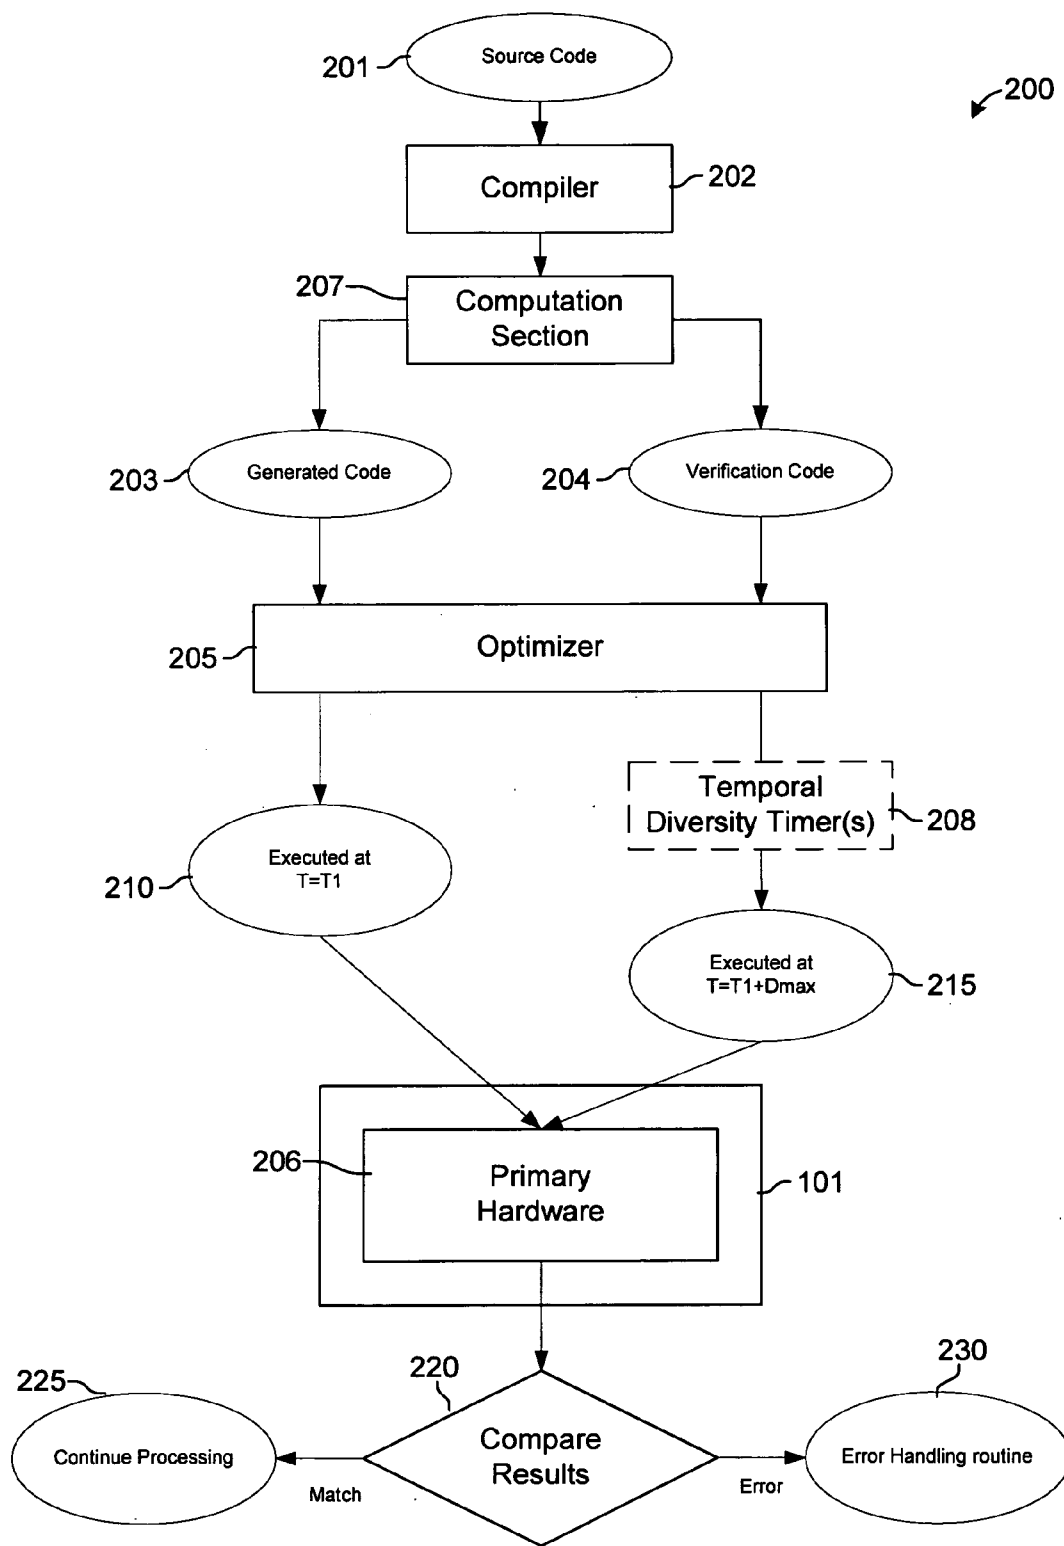 201
Source Code
200
Compiler
202
207
Computation
Section
203
Generated Code
204
Verification Code
205
Optimizer
Temporal
Diversity Timer(s)
208
210
Executed at
T=T1
Executed at
T=T1+Dmax
215
206
Primary
Hardware
101
225
220
230
Continue Processing
Match
Compare
Results
Error
Error Handling routine